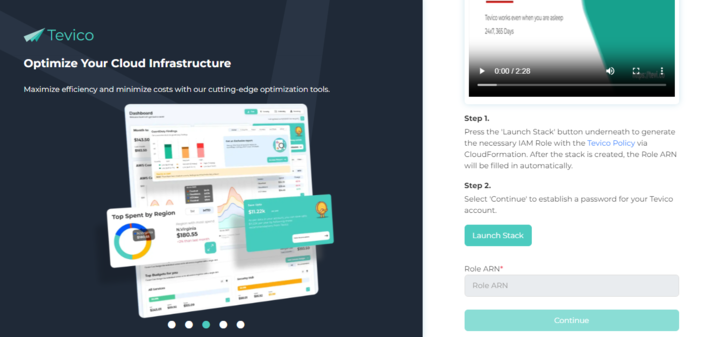 Tevico
Optimize Your Cloud Infrastructure
Maximize efficiency and minimize costs with our cutting-edge optimization tools.
Dashboard
Top Spent by Region
N.Virginia
$180.55
$11.22k
Tevico works even when you are asleep
24X7, 365 Days
0:00 / 2:28
Step 1.
Press the 'Launch Stack' button underneath to generate
the necessary IAM Role with the Tevico Policy via
CloudFormation. After the stack is created, the Role ARN
will be filled in automatically.
Step 2.
Select 'Continue' to establish a password for your Tevico
account.
Launch Stack
Role ARN*
Role ARN
Continue